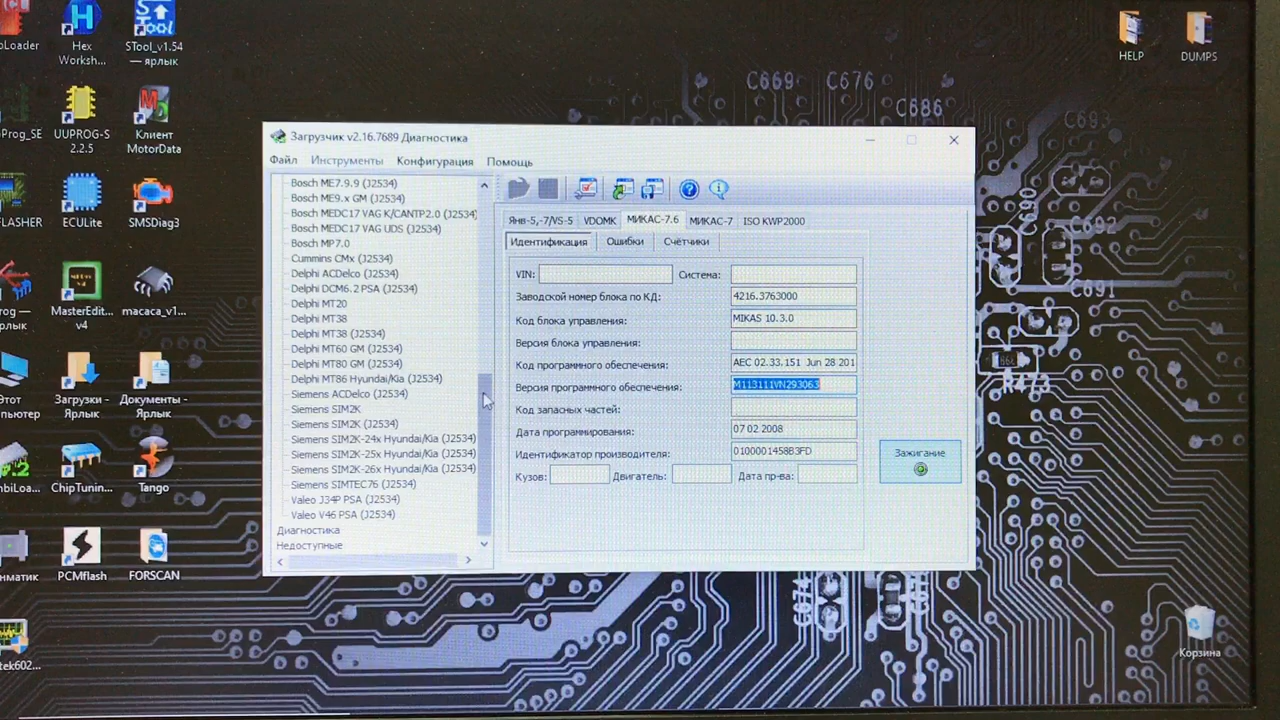 Hex
Worksh...
STool_v1.54
— ярлык
UUPROG-S
2.2.5
Клиент
MotorData
FLASHER
ECULite
SMSDiag3
MasterEdit...
v4
macaca_v1...
ярлык
Загрузки -
Ярлык
Документы -
Ярлык
ChipTunin...
Tango
PCMflash
FORSCAN
HELP
DUMPS
Корзина
C669
C676
C686
C693
C690
C692
C691
R473
Загрузчик v2.16.7689 Диагностика
Файл Инструменты Конфигурация Помощь
Bosch ME7.9.9 (J2534)
Bosch ME9.x GM (J2534)
Bosch MEDC17 VAG K/CANTP2.0 (J2534)
Bosch MEDC17 VAG UDS (J2534)
Bosch MP7.0
Cummins CMx (J2534)
Delphi ACDelco (J2534)
Delphi DCM6.2 PSA (J2534)
Delphi MT20
Delphi MT38
Delphi MT38 (J2534)
Delphi MT60 GM (J2534)
Delphi MT80 GM (J2534)
Delphi MT86 Hyundai/Kia (J2534)
Siemens ACDelco (J2534)
Siemens SIM2K
Siemens SIM2K (J2534)
Siemens SIM2K-24x Hyundai/Kia (J2534)
Siemens SIM2K-25x Hyundai/Kia (J2534)
Siemens SIM2K-26x Hyundai/Kia (J2534)
Siemens SIMTEC76 (J2534)
Valeo J34P PSA (J2534)
Valeo V46 PSA (J2534)
Диагностика
Недоступные
Янв-5,-7/VS-5 VDOMK МИКАС-7.6 МИКАС-7 ISO KWP2000
Идентификация Ошибки Счётчики
VIN: Система:
Заводской номер блока по КД: 4216.3763000
Код блока управления: MIKAS 10.3.0
Версия блока управления:
Код программного обеспечения: AEC 02.33.151 Jun 28 201
Версия программного обеспечения: M113111VN293063
Код запасных частей:
Дата программирования: 07 02 2008
Идентификатор производителя: 0100001458B3FD
Кузов: Двигатель: Дата пр-ва:
Зажигание